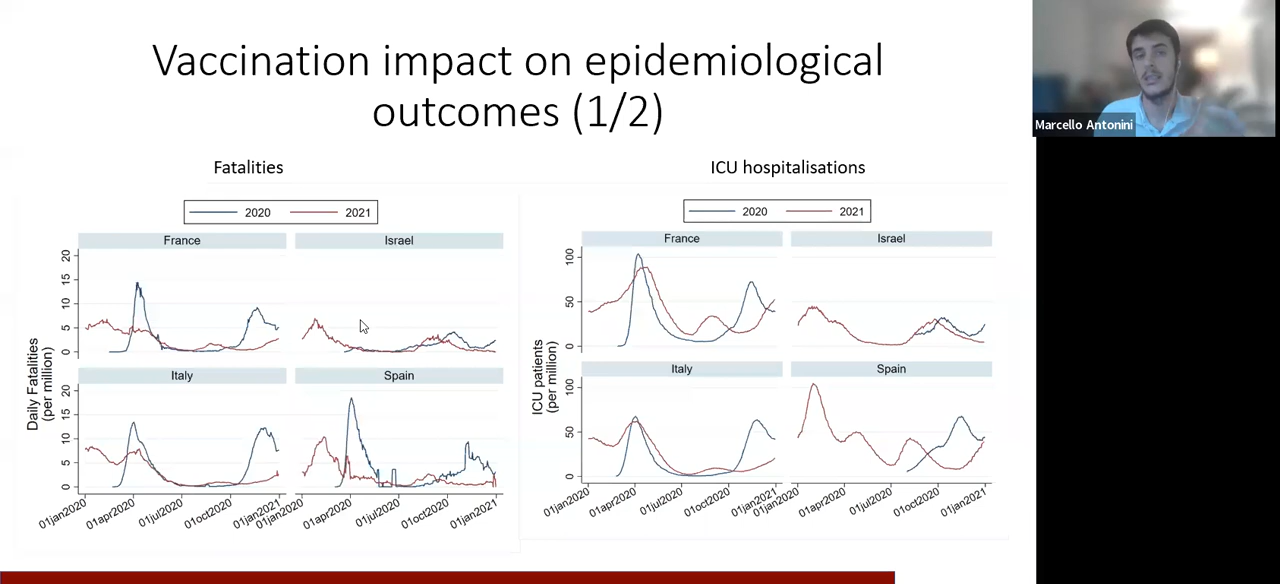 Vaccination impact on epidemiological
outcomes (1/2)
Marcello Antonini
Fatalities
2020 2021
France Israel
Italy Spain
Daily Fatalities
(per million)
0 5 10 15 20
0 5 10 15 20
01jan2020 01apr2020 01jul2020 01oct2020 01jan2021
01jan2020 01apr2020 01jul2020 01oct2020 01jan2021
ICU hospitalisations
2020 2021
France Israel
Italy Spain
ICU patients
(per million)
0 50 100
0 50 100
01jan2020 01apr2020 01jul2020 01oct2020 01jan2021
01jan2020 01apr2020 01jul2020 01oct2020 01jan2021